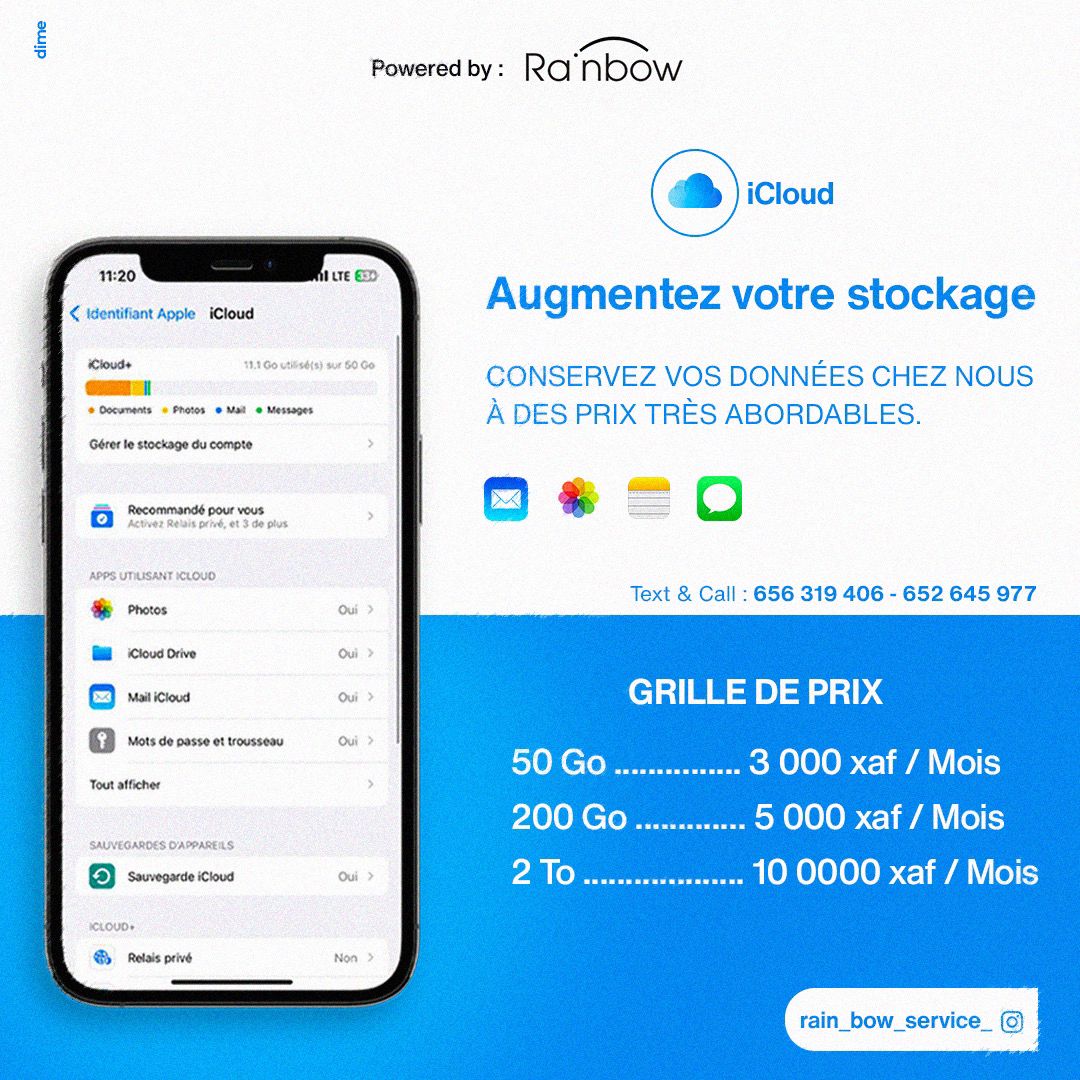 dime
Powered by : Rainbow
iCloud
Augmentez votre stockage
CONSERVEZ VOS DONNÉES CHEZ NOUS
À DES PRIX TRÈS ABORDABLES.
Text & Call : 656 319 406 - 652 645 977
11:20
LTE 33
Identifiant Apple iCloud
iCloud+ 11.1 Go utilisé(s) sur 50 Go
Documents Photos Mail Messages
Gérer le stockage du compte
Recommandé pour vous
Activez Relais privé, et 3 de plus
APPS UTILISANT ICLOUD
Photos Oui
iCloud Drive Oui
Mail iCloud Oui
Mots de passe et trousseau Oui
Tout afficher
SAUVEGARDES D'APPAREILS
Sauvegarde iCloud Oui
ICLOUD+
Relais privé Non
GRILLE DE PRIX
50 Go ............... 3 000 xaf / Mois
200 Go ............. 5 000 xaf / Mois
2 To ................... 10 0000 xaf / Mois
rain_bow_service_